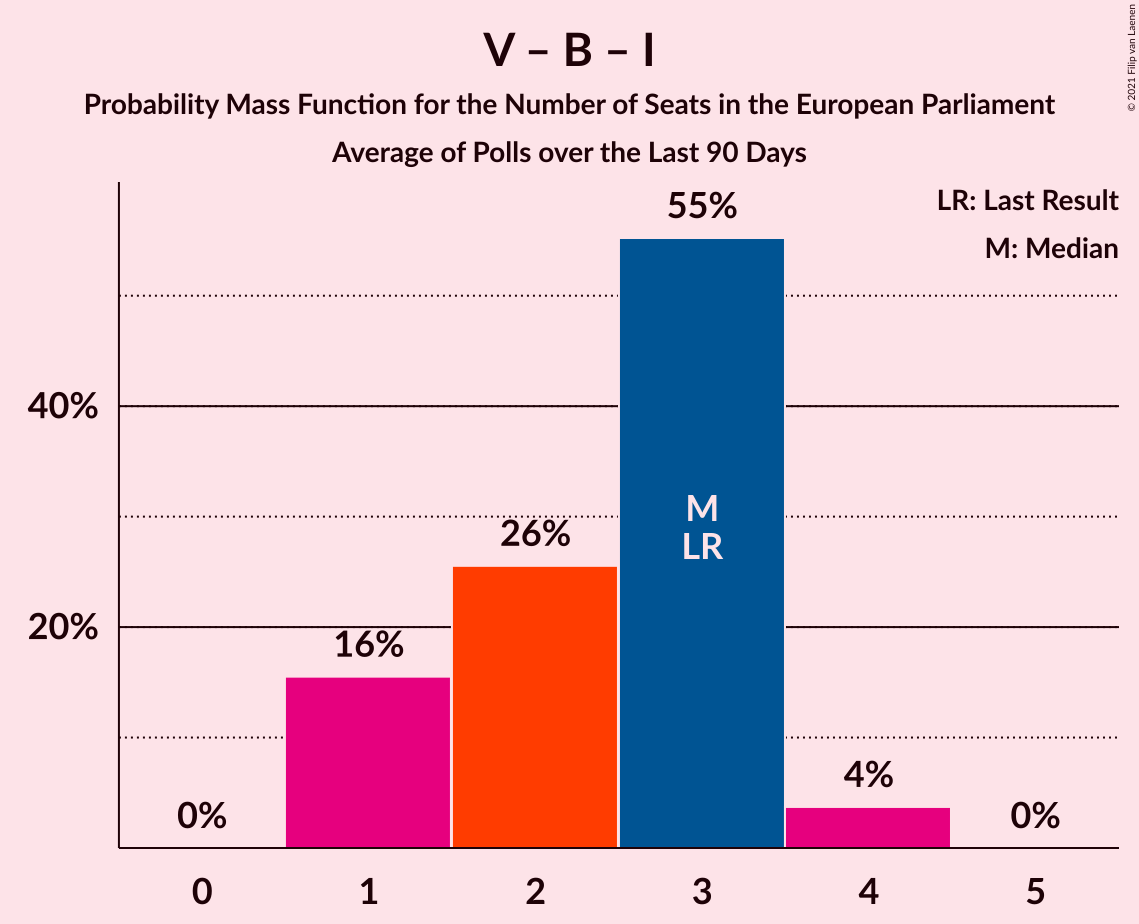 V – B – I
Probability Mass Function for the Number of Seats in the European Parliament
Average of Polls over the Last 90 Days
© 2021 Filip van Laenen
LR: Last Result
M: Median
55%
40%
M
LR
26%
20%
16%
4%
0%
0%
0 1 2 3 4 5